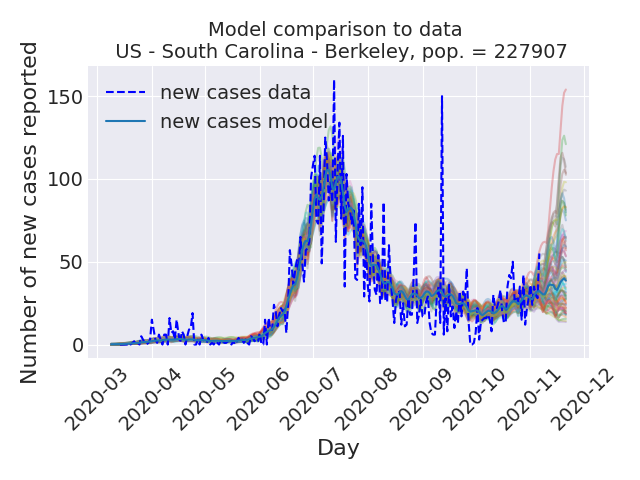 Model comparison to data
US - South Carolina - Berkeley, pop. = 227907
Number of new cases reported
150
100
50
0
new cases data
new cases model
2020-03
2020-04
2020-05
2020-06
2020-07
2020-08
2020-09
2020-10
2020-11
2020-12
Day